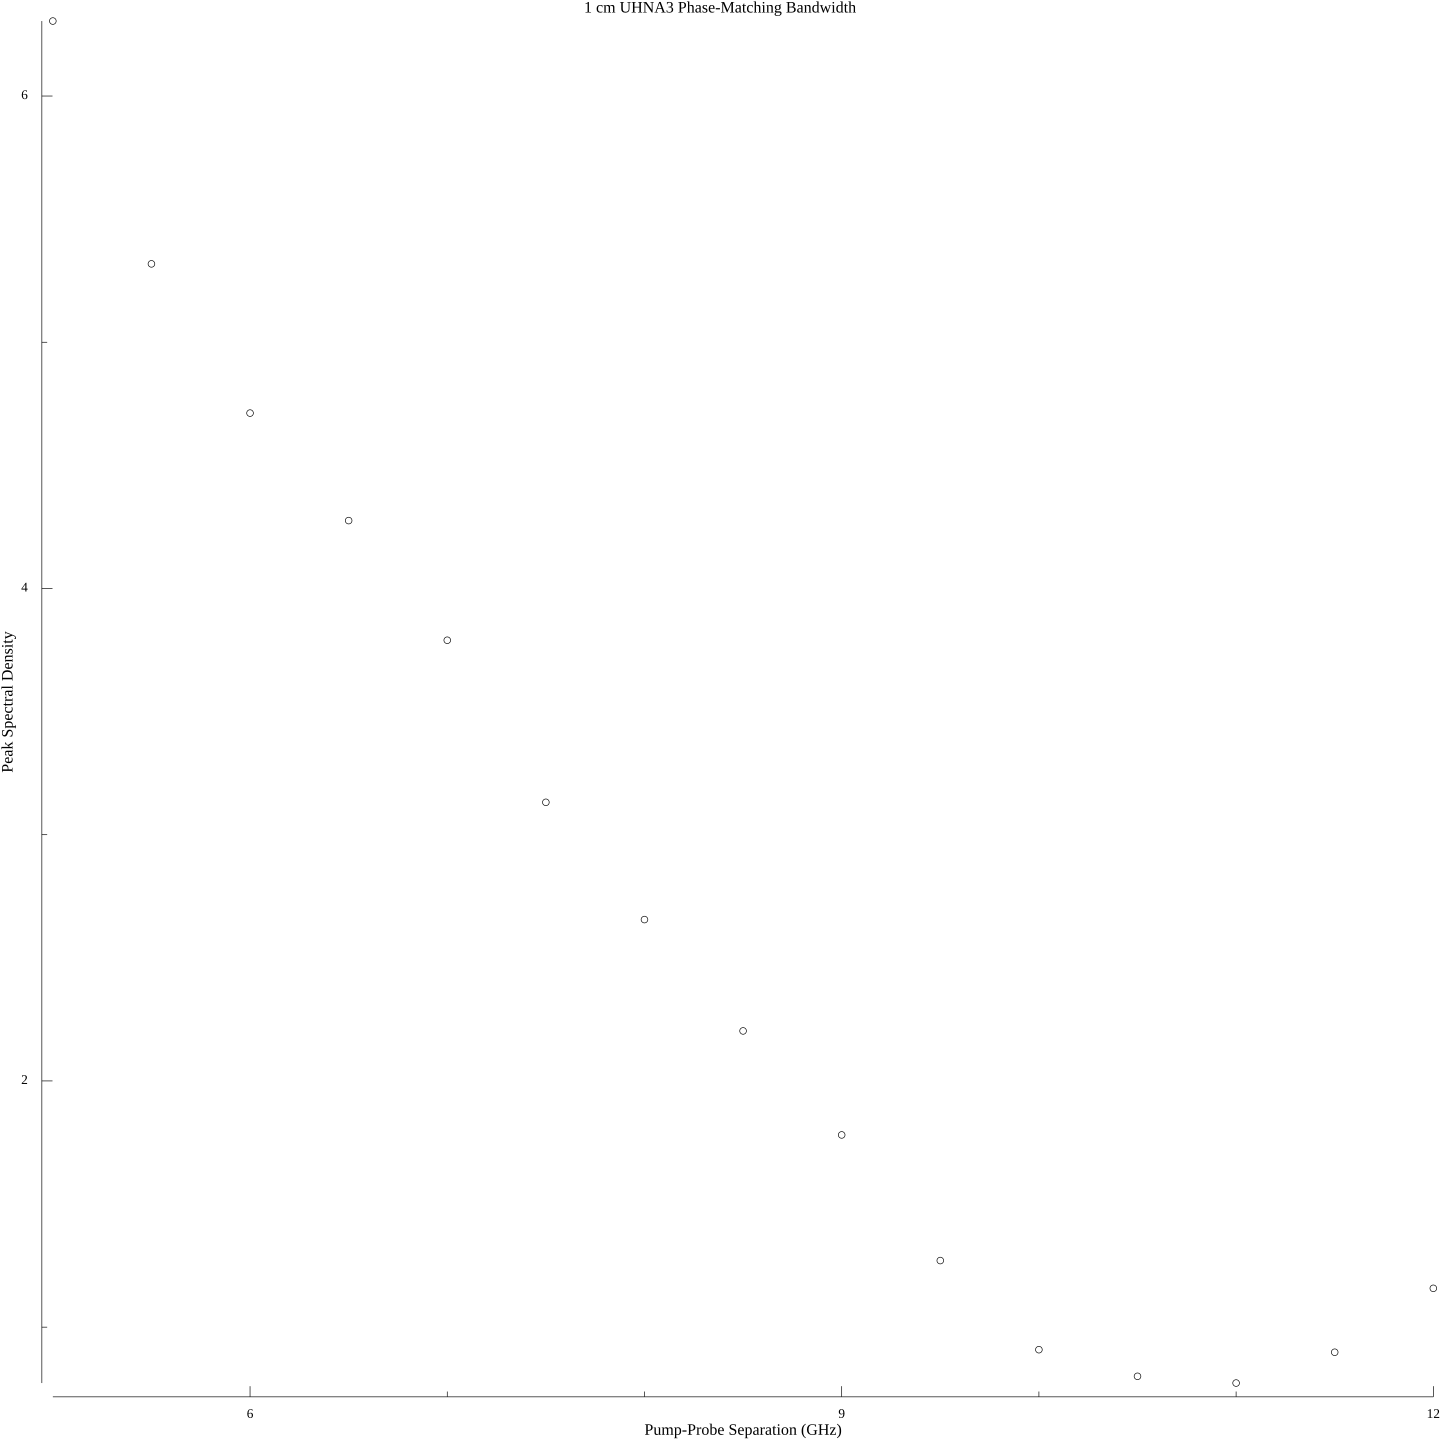 1 cm UHNA3 Phase-Matching Bandwidth
6
4
2
Peak Spectral Density
6
9
12
Pump-Probe Separation (GHz)